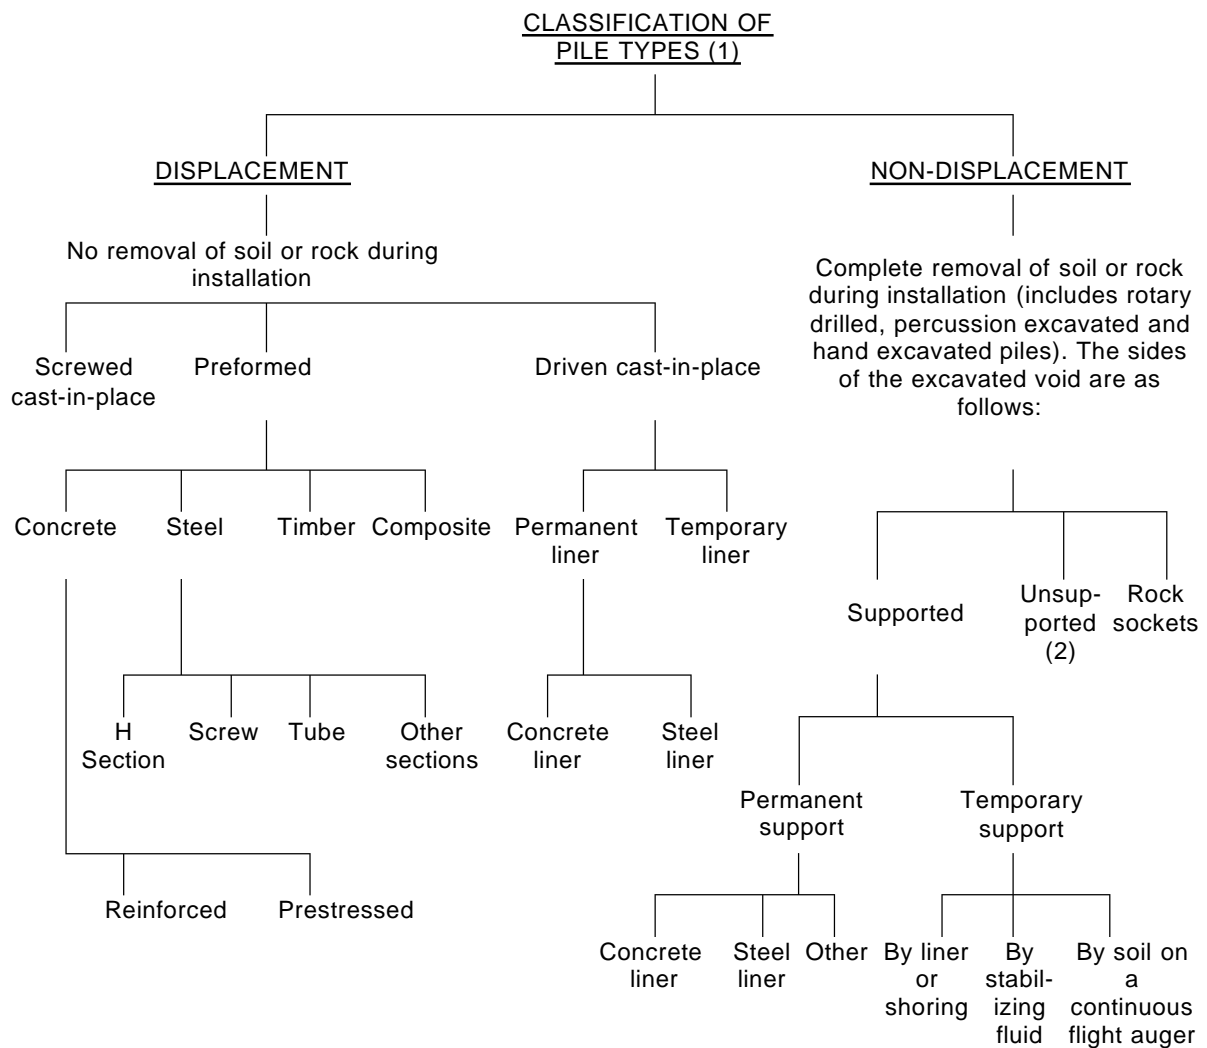 CLASSIFICATION OF
PILE TYPES (1)
DISPLACEMENT
NON-DISPLACEMENT
No removal of soil or rock during
installation
Complete removal of soil or rock
during installation (includes rotary
drilled, percussion excavated and
hand excavated piles). The sides
of the excavated void are as
follows:
Screwed
cast-in-place
Preformed
Driven cast-in-place
Concrete
Steel
Timber
Composite
Permanent
liner
Temporary
liner
Supported
Unsup-
ported
(2)
Rock
sockets
H
Section
Screw
Tube
Other
sections
Concrete
liner
Steel
liner
Permanent
support
Temporary
support
Reinforced
Prestressed
Concrete
liner
Steel
liner
Other
By liner
or
shoring
By
stabil-
izing
fluid
By soil on
a
continuous
flight auger